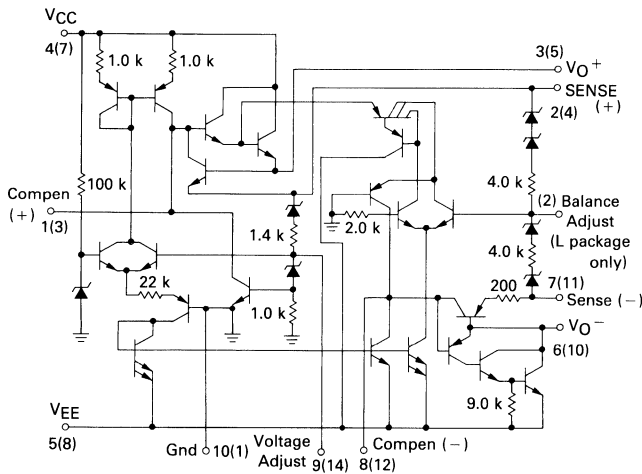 VCC
4(7)
1.0 k
1.0 k
3(5)
VO+
SENSE
(+)
2(4)
100 k
4.0 k
Compen
(+)
1(3)
2.0 k
(2) Balance
Adjust
(L package
only)
1.4 k
4.0 k
22 k
1.0 k
200
7(11)
Sense (−)
VO−
6(10)
9.0 k
VEE
5(8)
Gnd
10(1)
Voltage
Adjust
9(14)
8(12)
Compen (−)